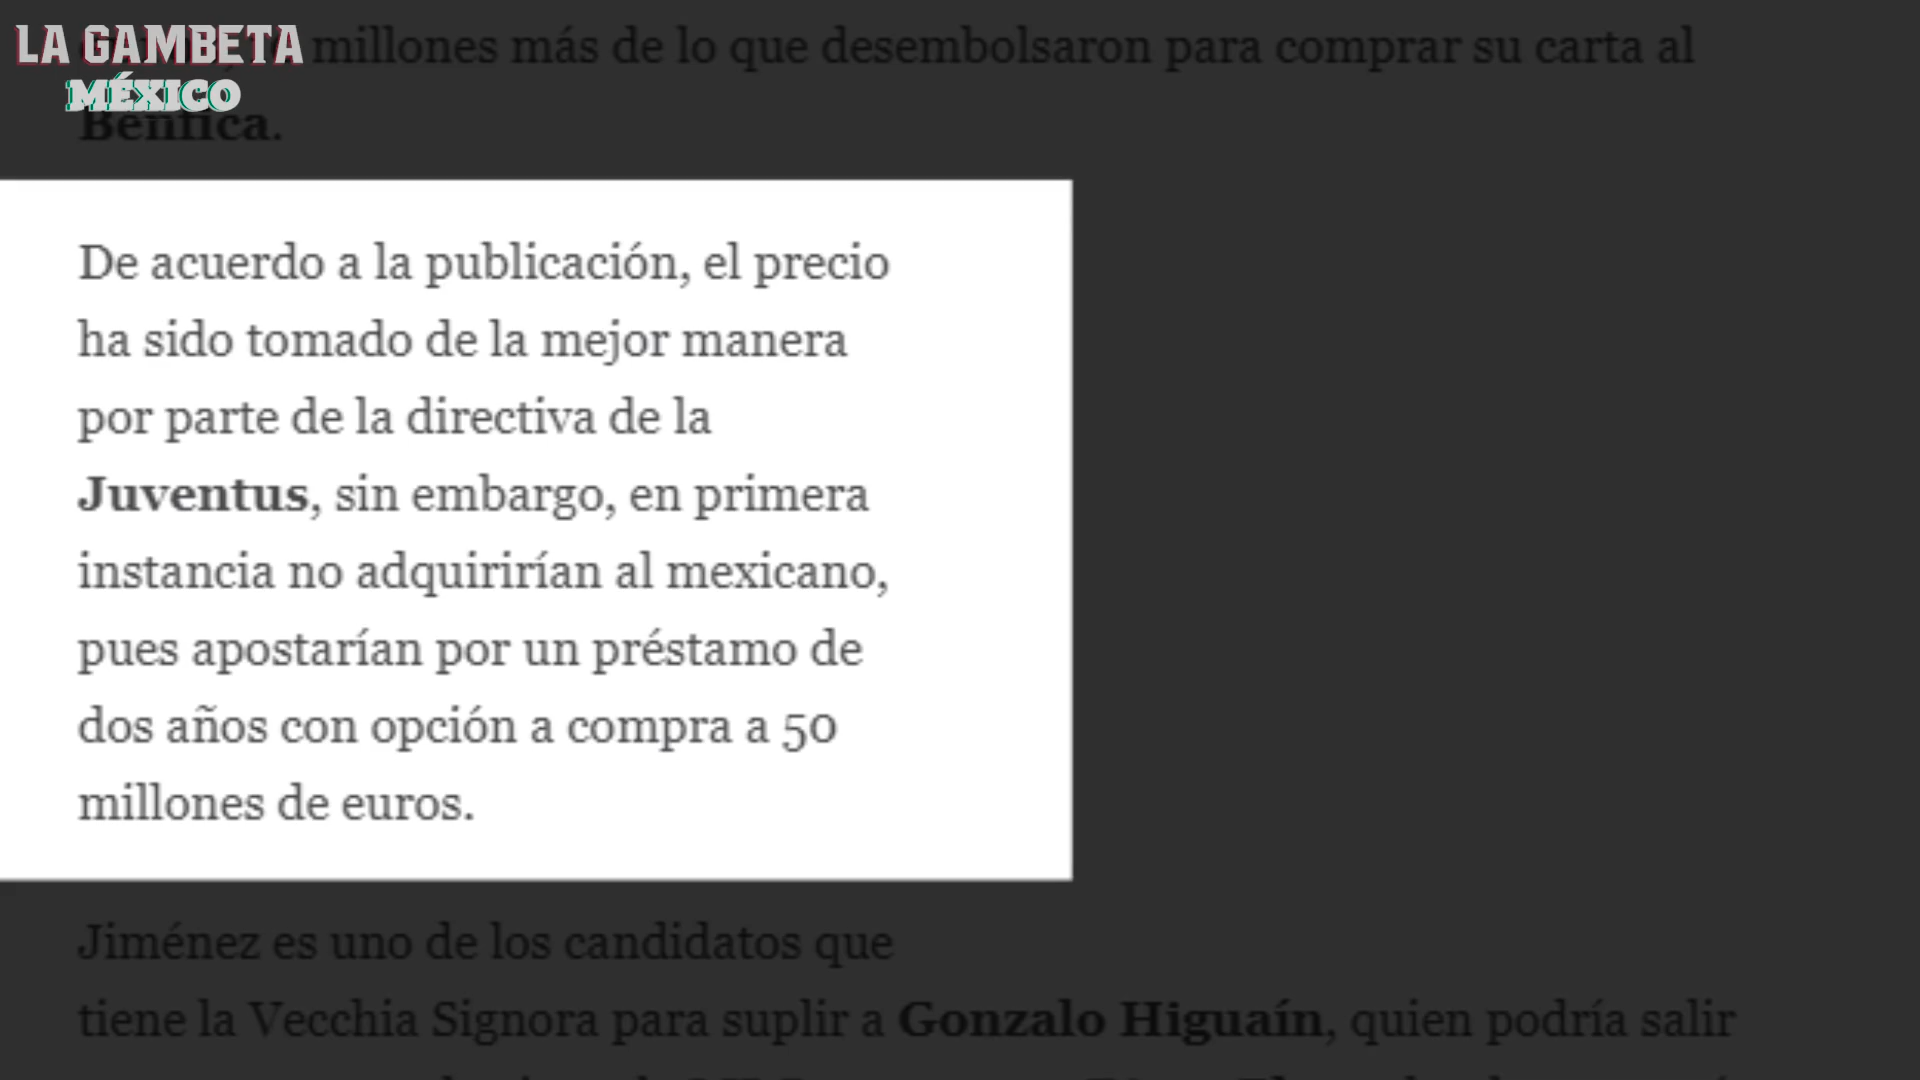 LA GAMBETA
MÉXICO
millones más de lo que desembolsaron para comprar su carta al
Benfica.
De acuerdo a la publicación, el precio
ha sido tomado de la mejor manera
por parte de la directiva de la
Juventus, sin embargo, en primera
instancia no adquirirían al mexicano,
pues apostarían por un préstamo de
dos años con opción a compra a 50
millones de euros.
Jiménez es uno de los candidatos que
tiene la Vecchia Signora para suplir a Gonzalo Higuaín, quien podría salir